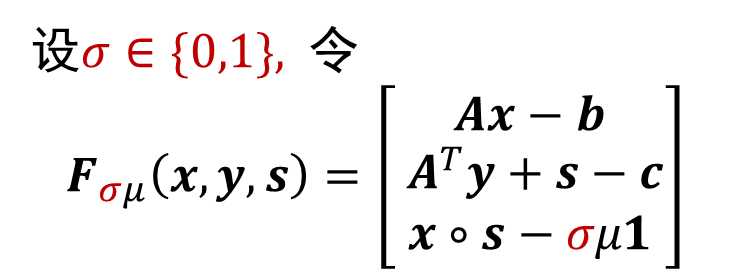 设σ ∈ {0,1}, 令
Ax − b
F_{σμ}(x, y, s) = [ A^T y + s − c ]
x ∘ s − σμ1